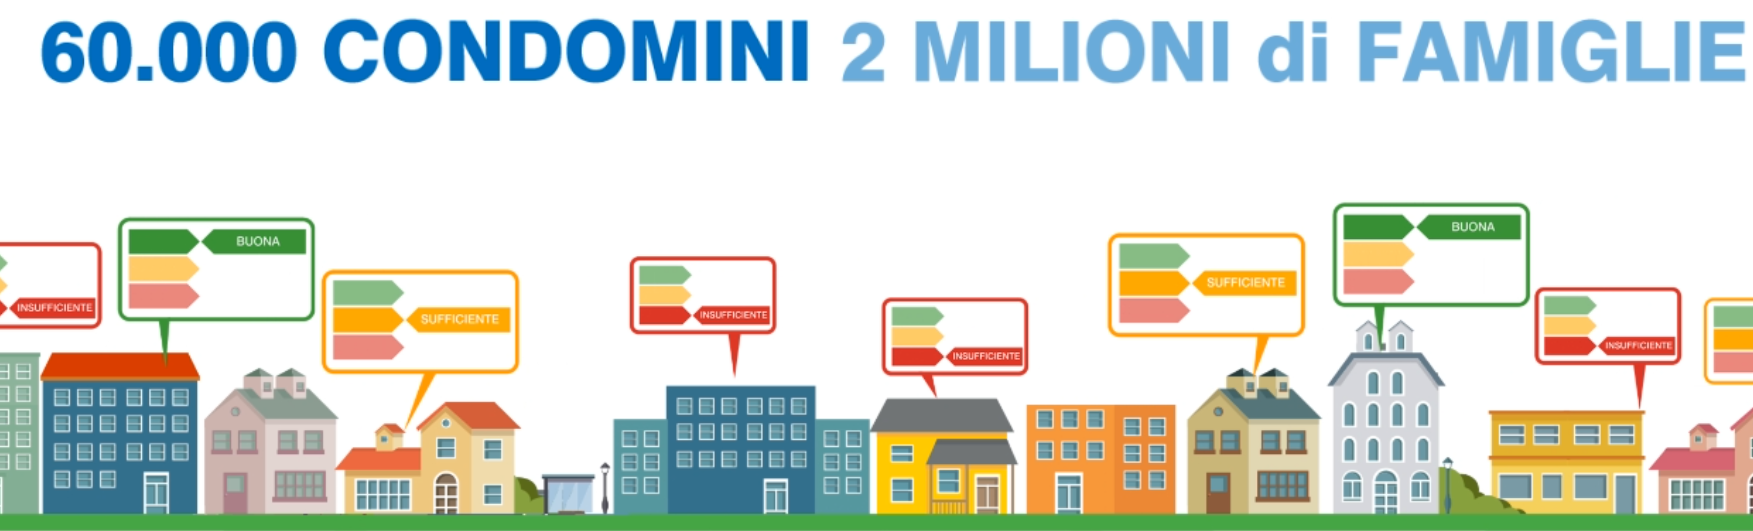 60.000 CONDOMINI 2 MILIONI di FAMIGLIE
INSUFFICIENTE
BUONA
SUFFICIENTE
INSUFFICIENTE
INSUFFICIENTE
SUFFICIENTE
BUONA
INSUFFICIENTE